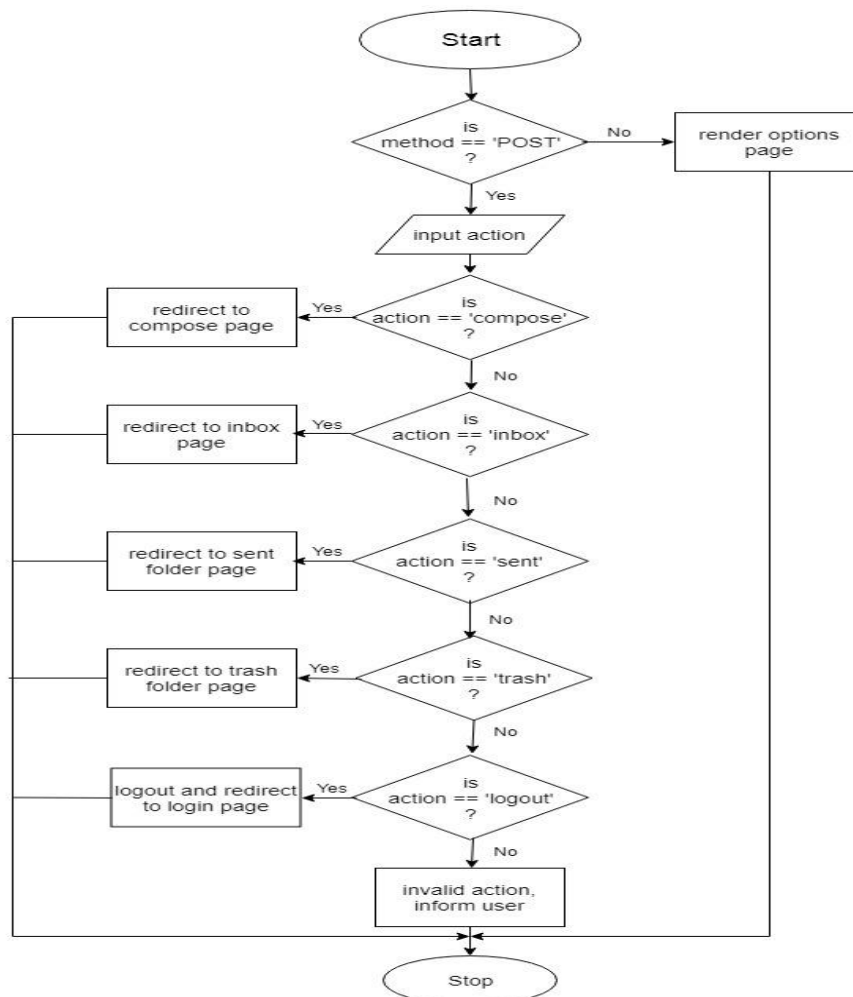 Start
is
method == 'POST'
?
No
render options
page
Yes
input action
is
action == 'compose'
?
Yes
redirect to
compose page
No
is
action == 'inbox'
?
Yes
redirect to inbox
page
No
is
action == 'sent'
?
Yes
redirect to sent
folder page
No
is
action == 'trash'
?
Yes
redirect to trash
folder page
No
is
action == 'logout'
?
Yes
logout and redirect
to login page
No
invalid action,
inform user
Stop